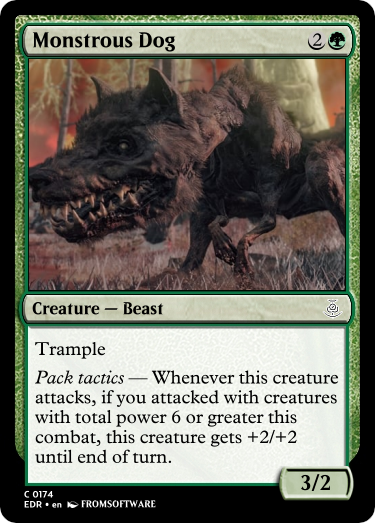 Monstrous Dog 2
Creature — Beast
Trample
Pack tactics — Whenever this creature
attacks, if you attacked with creatures
with total power 6 or greater this
combat, this creature gets +2/+2
until end of turn.
3/2
C 0174
EDR • en FROMSOFTWARE